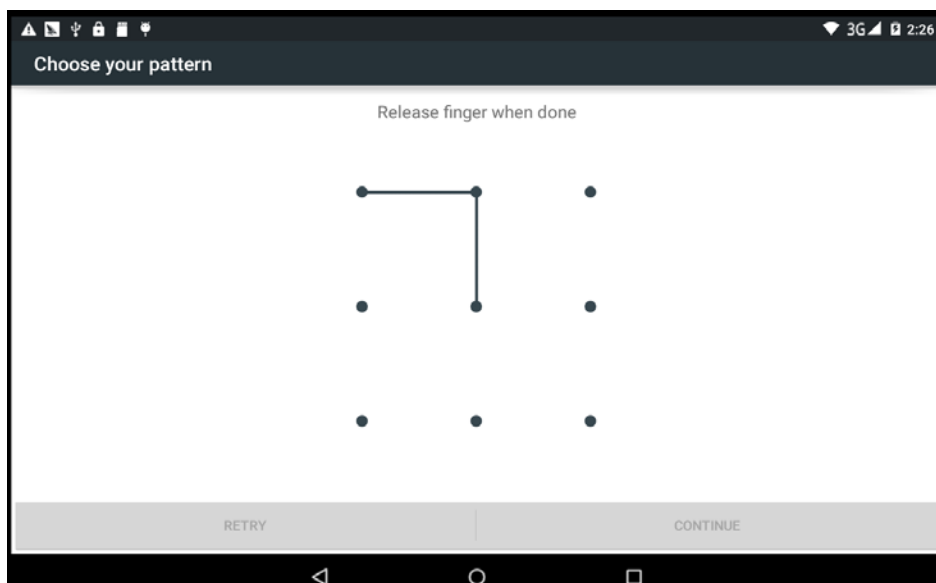 3G 2:26
Choose your pattern
Release finger when done
RETRY CONTINUE